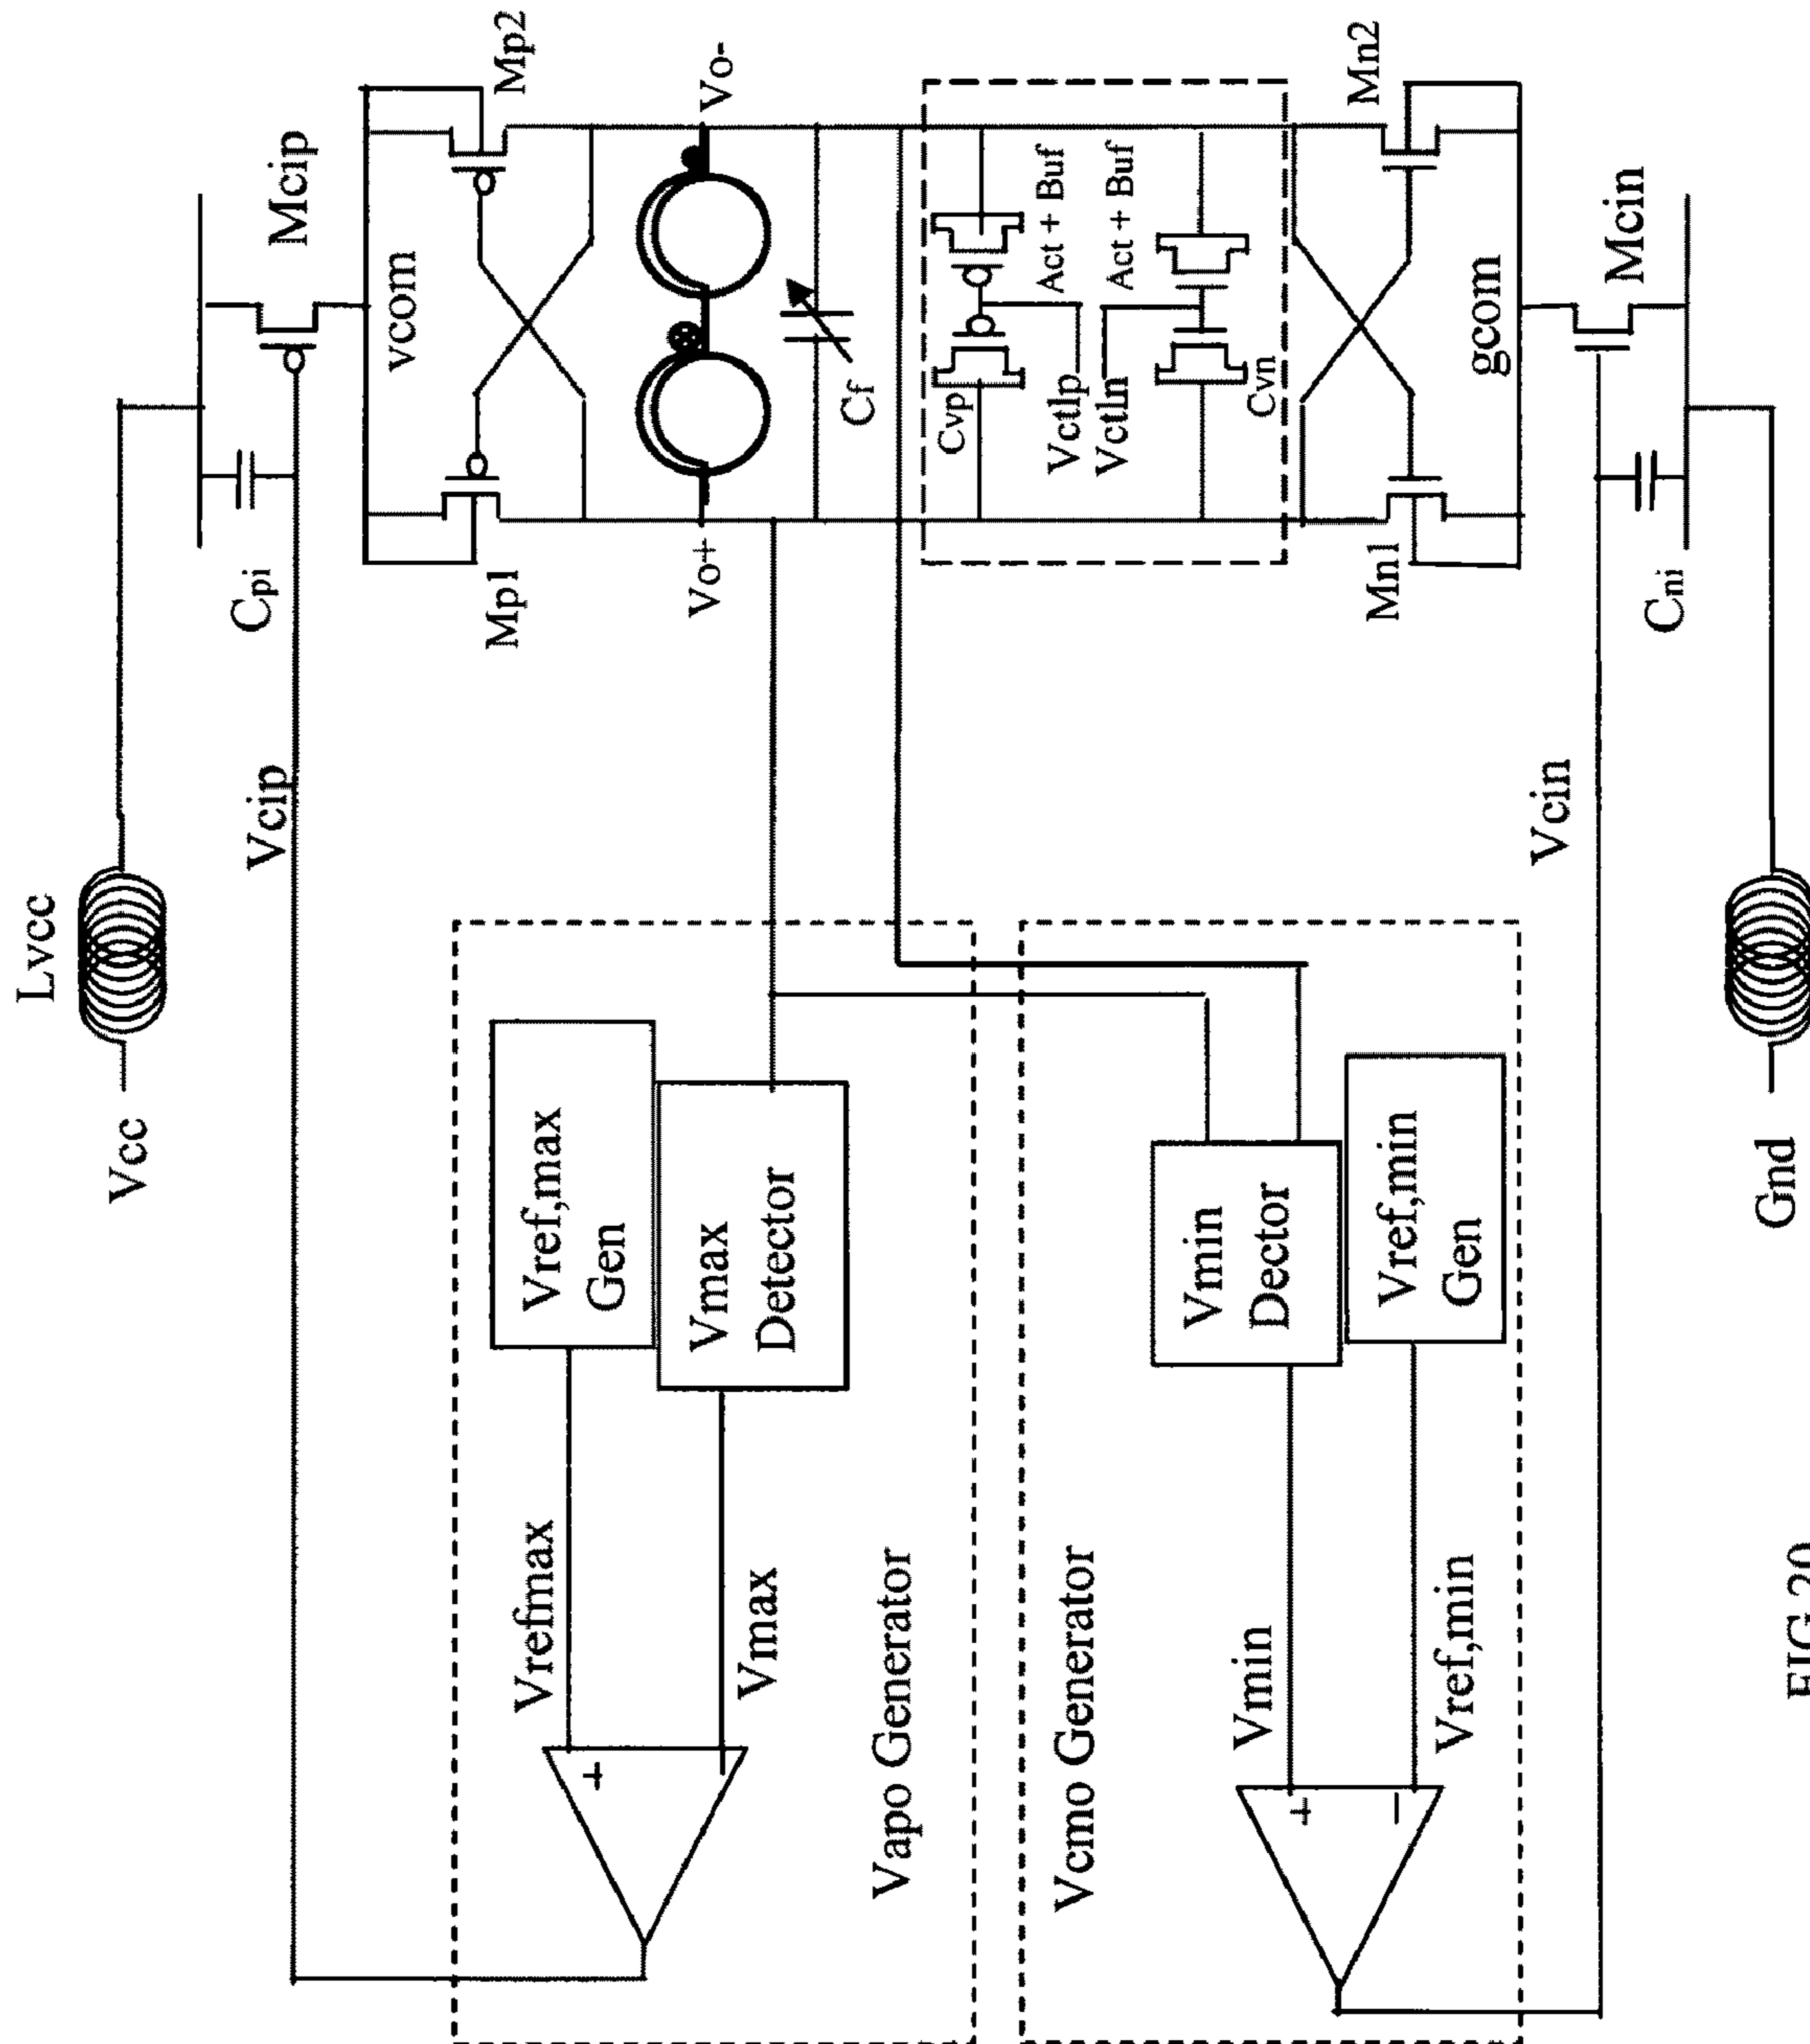 Lvcc
Vcc
Vcip
Cpi
Mcip
vcom
Mp1
Mp2
Vo+
Vo-
Cf
Cvp
Act + Buf
Vctlp
Vctln
Act + Buf
Cvn
Mn1
Mn2
gcom
Mcin
Cni
Vcin
Gnd
Vref,max
Gen
Vmax
Detector
Vrefmax
Vmax
+
Vapo Generator
Vcmo Generator
Vmin
Dector
Vref,min
Gen
Vmin
Vref,min
+
−
FIG.20